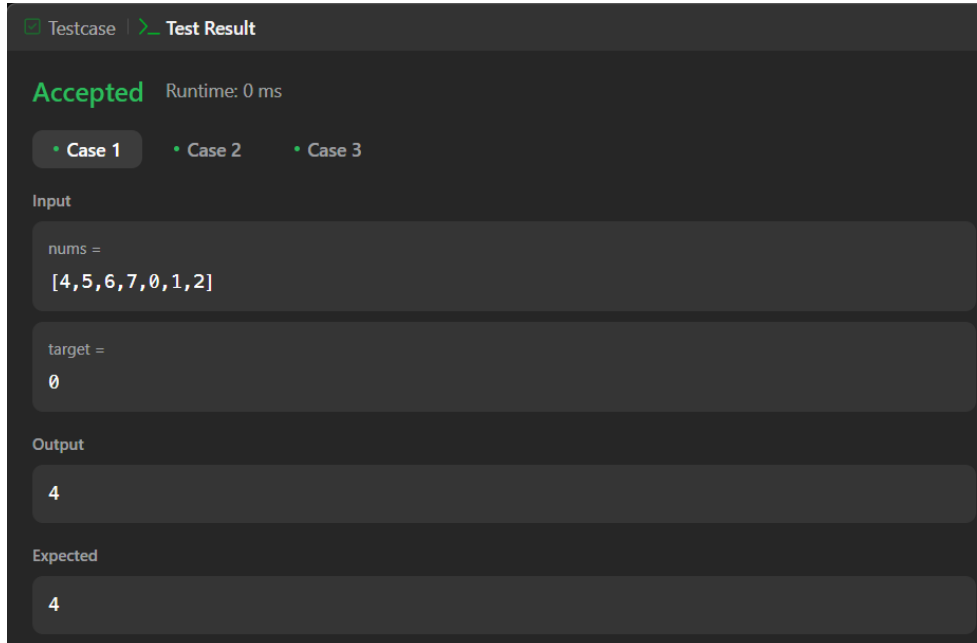 Testcase | >_ Test Result
Accepted Runtime: 0 ms
• Case 1 • Case 2 • Case 3
Input
nums =
[4,5,6,7,0,1,2]
target =
0
Output
4
Expected
4